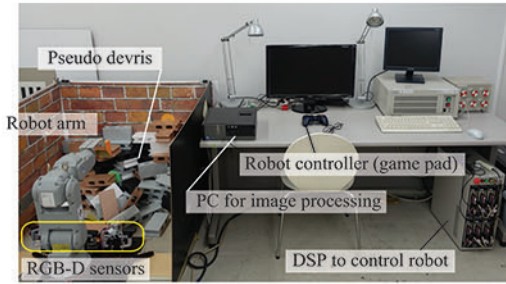 Pseudo devris
Robot arm
Robot controller (game pad)
PC for image processing
DSP to control robot
RGB-D sensors